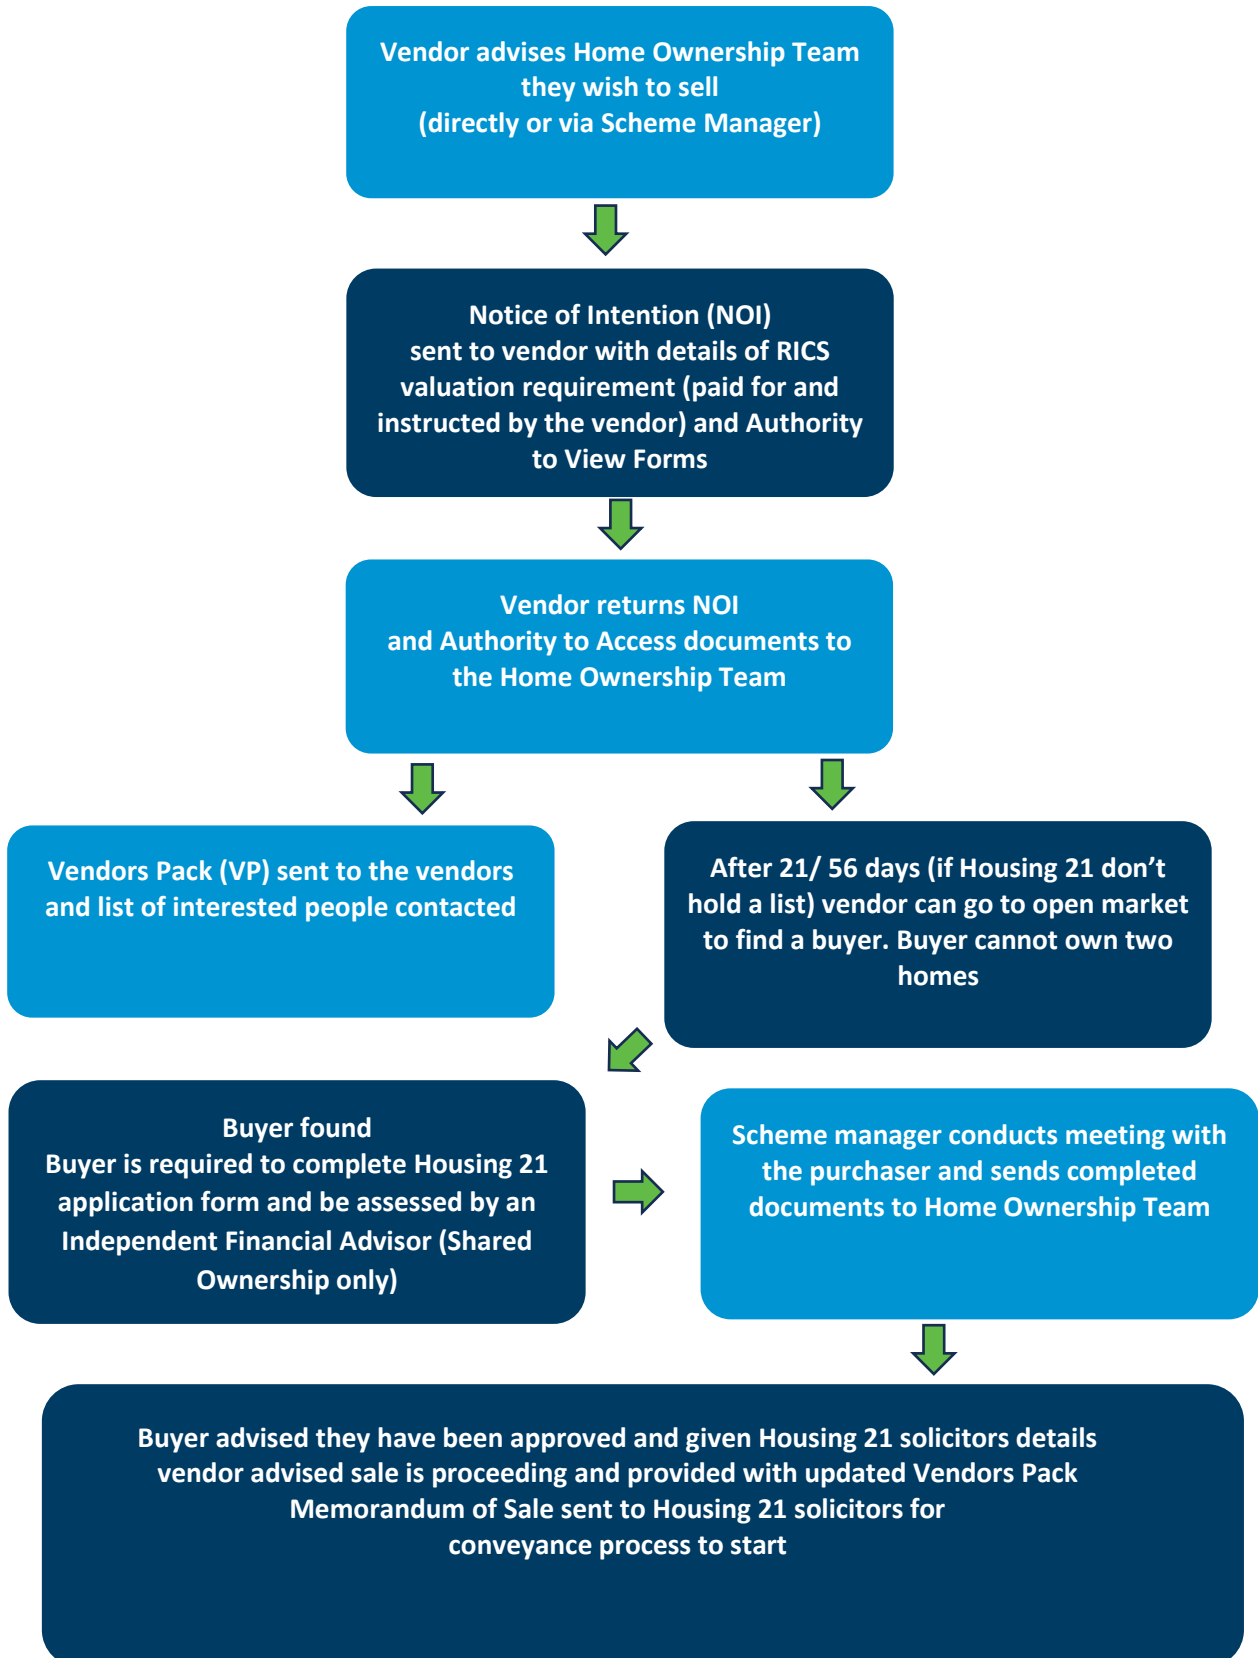 Vendor advises Home Ownership Team
they wish to sell
(directly or via Scheme Manager)
Notice of Intention (NOI)
sent to vendor with details of RICS
valuation requirement (paid for and
instructed by the vendor) and Authority
to View Forms
Vendor returns NOI
and Authority to Access documents to
the Home Ownership Team
Vendors Pack (VP) sent to the vendors
and list of interested people contacted
After 21/ 56 days (if Housing 21 don’t
hold a list) vendor can go to open market
to find a buyer. Buyer cannot own two
homes
Buyer found
Buyer is required to complete Housing 21
application form and be assessed by an
Independent Financial Advisor (Shared
Ownership only)
Scheme manager conducts meeting with
the purchaser and sends completed
documents to Home Ownership Team
Buyer advised they have been approved and given Housing 21 solicitors details
vendor advised sale is proceeding and provided with updated Vendors Pack
Memorandum of Sale sent to Housing 21 solicitors for
conveyance process to start